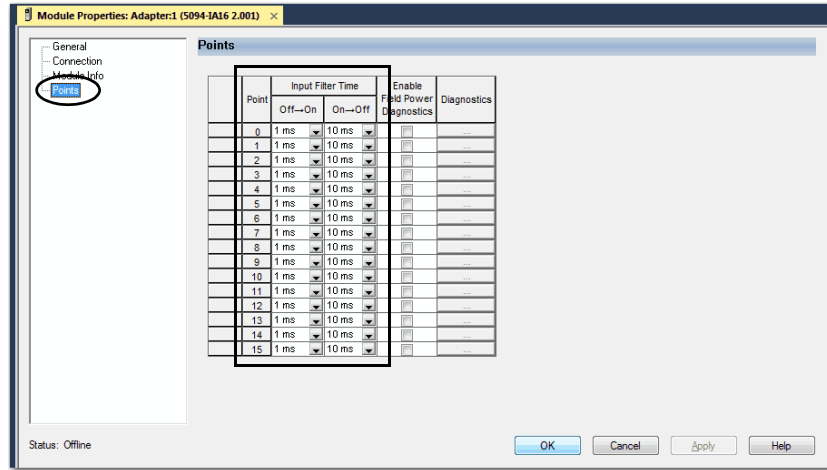 Module Properties: Adapter:1 (5094-IA16 2.001) ×
General
Connection
Module Info
Points
Points
Point
Input Filter Time
Off→On
On→Off
Enable
Field Power
Diagnostics
Diagnostics
0 1 ms 10 ms ...
1 1 ms 10 ms ...
2 1 ms 10 ms ...
3 1 ms 10 ms ...
4 1 ms 10 ms ...
5 1 ms 10 ms ...
6 1 ms 10 ms ...
7 1 ms 10 ms ...
8 1 ms 10 ms ...
9 1 ms 10 ms ...
10 1 ms 10 ms ...
11 1 ms 10 ms ...
12 1 ms 10 ms ...
13 1 ms 10 ms ...
14 1 ms 10 ms ...
15 1 ms 10 ms ...
Status: Offline
OK
Cancel
Apply
Help